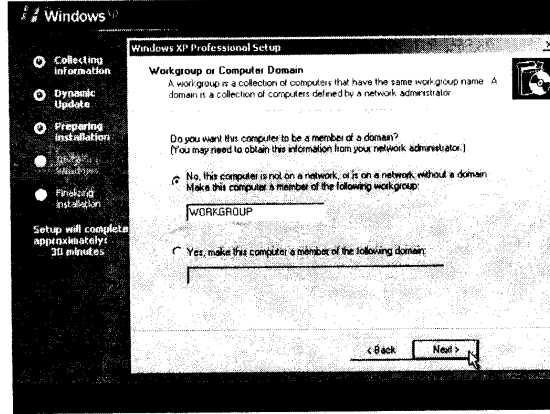 Windows XP
Collecting
information
Dynamic
Update
Preparing
installation
Installing
Windows
Finalizing
installation
Setup will complete
approximately:
30 minutes
Windows XP Professional Setup
Workgroup or Computer Domain
A workgroup is a collection of computers that have the same workgroup name. A
domain is a collection of computers defined by a network administrator.
Do you want this computer to be a member of a domain?
(You may need to obtain this information from your network administrator.)
No, this computer is not on a network, or is on a network without a domain.
Make this computer a member of the following workgroup:
WORKGROUP
Yes, make this computer a member of the following domain:
< Back
Next >